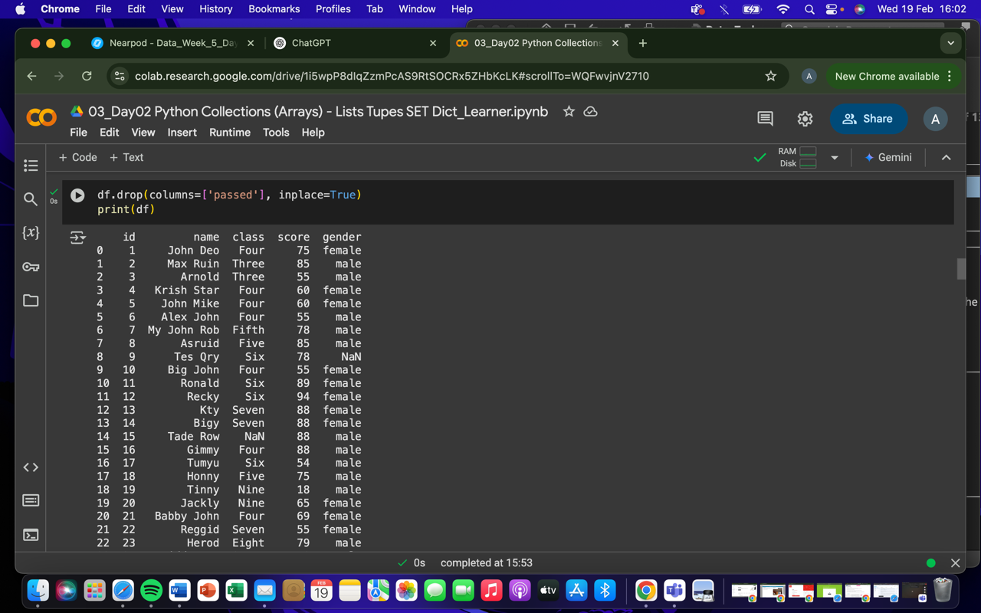 Chrome File Edit View History Bookmarks Profiles Tab Window Help Wed 19 Feb 16:02
Nearpod - Data_Week_5_Da ChatGPT 03_Day02 Python Collection
colab.research.google.com/drive/1i5wpP8dIqZzmPcAS9RtSOCRx5ZHbKcLK#scrollTo=WQFwvjnV2710 A New Chrome available
03_Day02 Python Collections (Arrays) - Lists Tupes SET Dict_Learner.ipynb
File Edit View Insert Runtime Tools Help
Share A
+ Code + Text RAM Disk Gemini
0s
df.drop(columns=['passed'], inplace=True)
print(df)
id name class score gender
0 1 John Deo Four 75 female
1 2 Max Ruin Three 85 male
2 3 Arnold Three 55 male
3 4 Krish Star Four 60 female
4 5 John Mike Four 60 female
5 6 Alex John Four 55 male
6 7 My John Rob Fifth 78 male
7 8 Asruid Five 85 male
8 9 Tes Qry Six 78 NaN
9 10 Big John Four 55 female
10 11 Ronald Six 89 female
11 12 Recky Six 94 female
12 13 Kty Seven 88 female
13 14 Bigy Seven 88 female
14 15 Tade Row NaN 88 male
15 16 Gimmy Four 88 male
16 17 Tumyu Six 54 male
17 18 Honny Five 75 male
18 19 Tinny Nine 18 male
19 20 Jackly Nine 65 female
20 21 Babby John Four 69 female
21 22 Reggid Seven 55 female
22 23 Herod Eight 79 male
he
0s completed at 15:53
FEB
19
tv